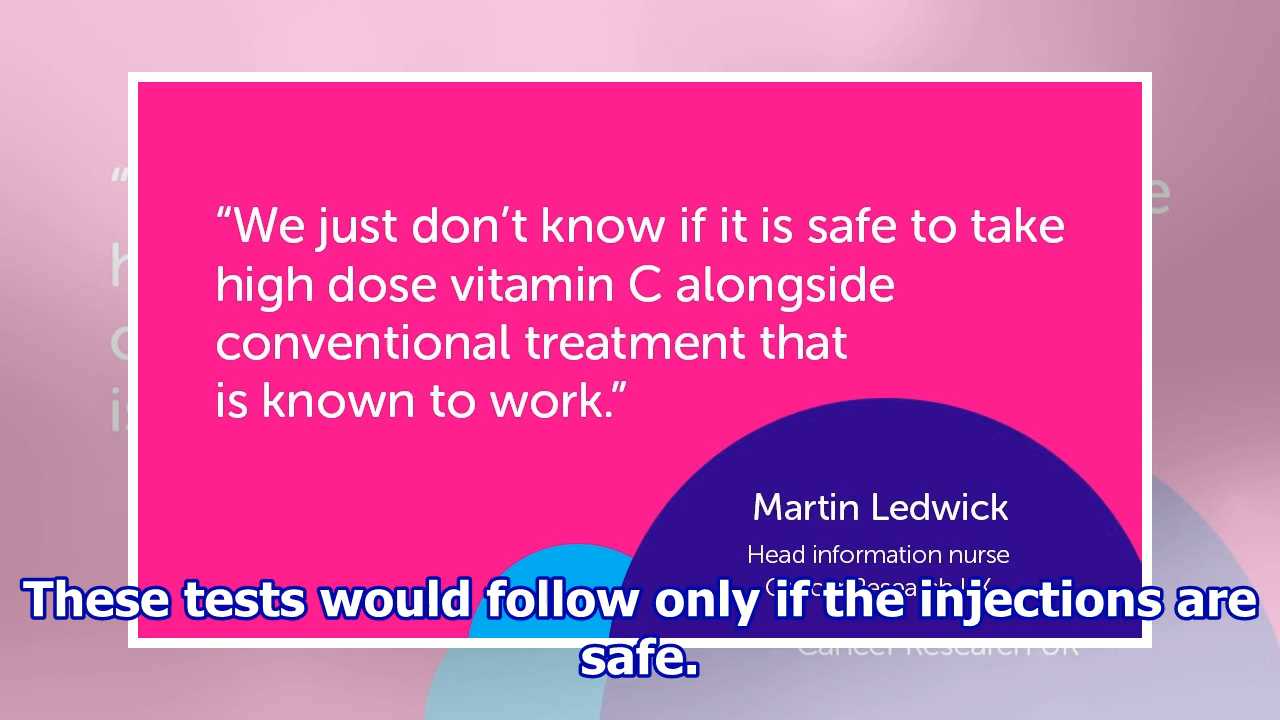 “We just don’t know if it is safe to take
high dose vitamin C alongside
conventional treatment that
is known to work.”
Martin Ledwick
Head information nurse
Cancer Research UK
These tests would follow only if the injections are
safe.